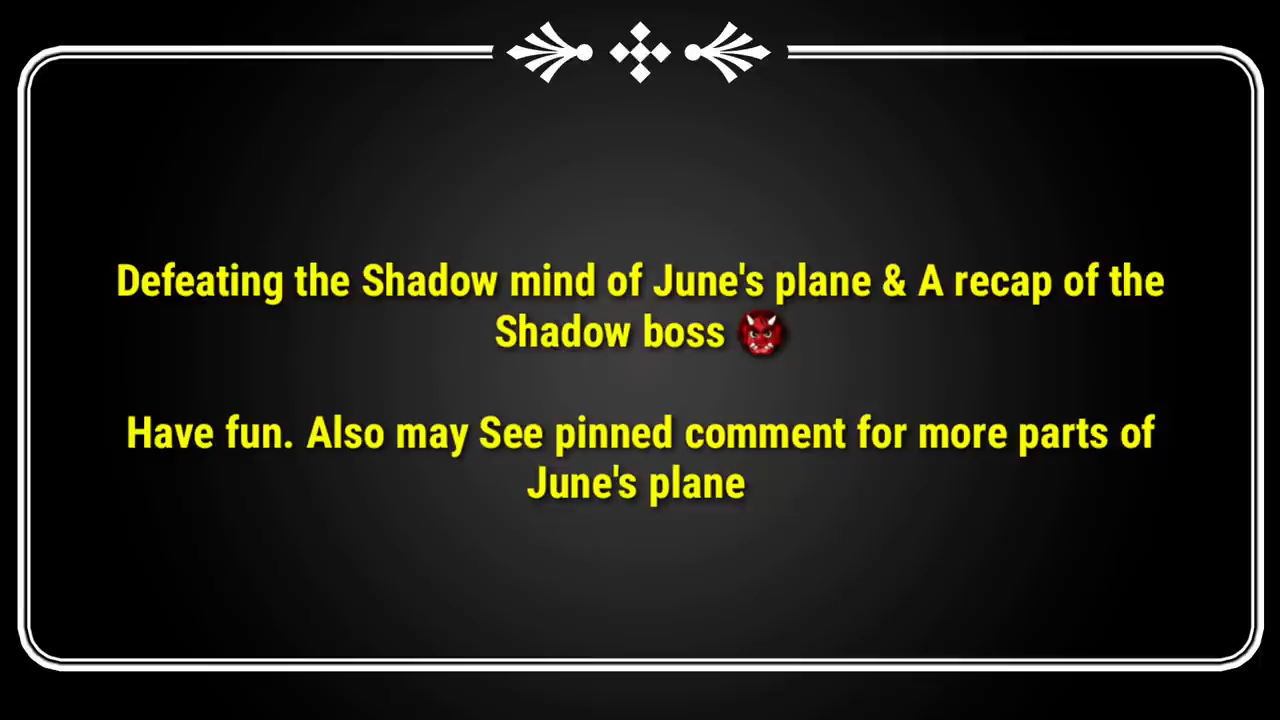 Defeating the Shadow mind of June's plane & A recap of the
Shadow boss 👹
Have fun. Also may See pinned comment for more parts of
June's plane